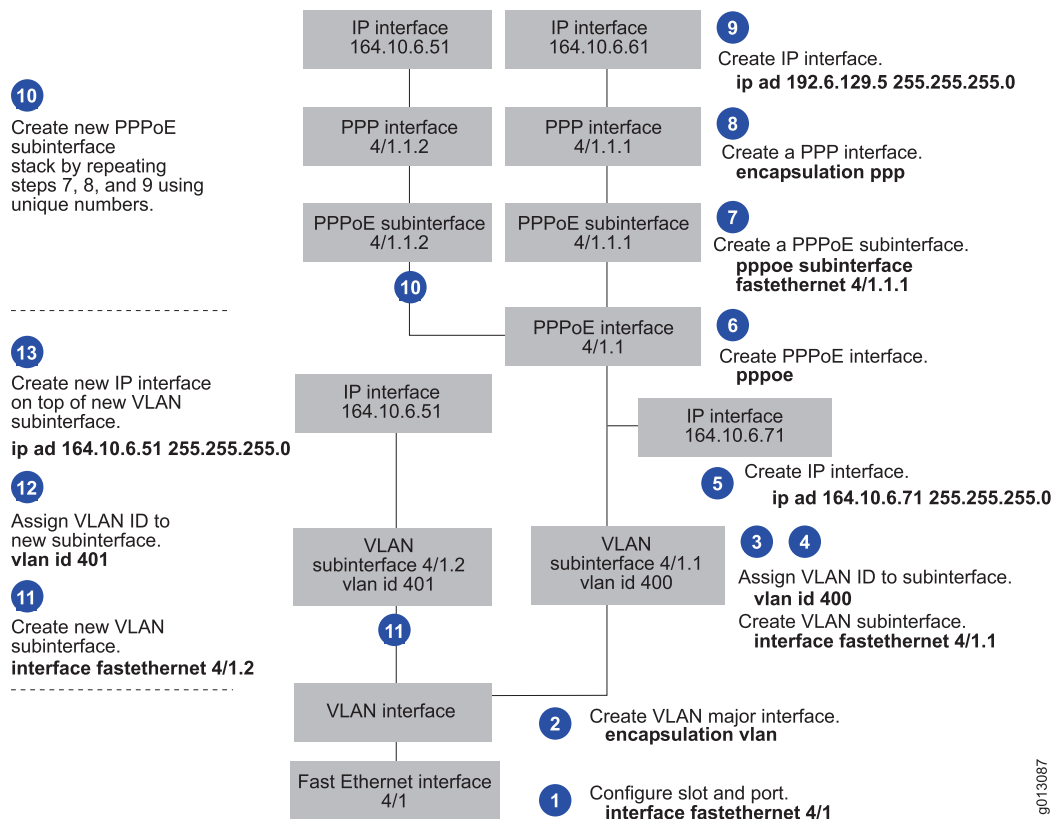 IP interface
164.10.6.51
IP interface
164.10.6.61
9
Create IP interface.
ip ad 192.6.129.5 255.255.255.0
10
Create new PPPoE
subinterface
stack by repeating
steps 7, 8, and 9 using
unique numbers.
PPP interface
4/1.1.2
PPP interface
4/1.1.1
8
Create a PPP interface.
encapsulation ppp
PPPoE subinterface
4/1.1.2
PPPoE subinterface
4/1.1.1
7
Create a PPPoE subinterface.
pppoe subinterface
fastethernet 4/1.1.1
10
PPPoE interface
4/1.1
6
Create PPPoE interface.
pppoe
13
Create new IP interface
on top of new VLAN
subinterface.
ip ad 164.10.6.51 255.255.255.0
IP interface
164.10.6.51
IP interface
164.10.6.71
5
Create IP interface.
ip ad 164.10.6.71 255.255.255.0
12
Assign VLAN ID to
new subinterface.
vlan id 401
VLAN
subinterface 4/1.2
vlan id 401
VLAN
subinterface 4/1.1
vlan id 400
3 4
Assign VLAN ID to subinterface.
vlan id 400
Create VLAN subinterface.
interface fastethernet 4/1.1
11
Create new VLAN
subinterface.
interface fastethernet 4/1.2
11
VLAN interface
2
Create VLAN major interface.
encapsulation vlan
Fast Ethernet interface
4/1
1
Configure slot and port.
interface fastethernet 4/1
g013087